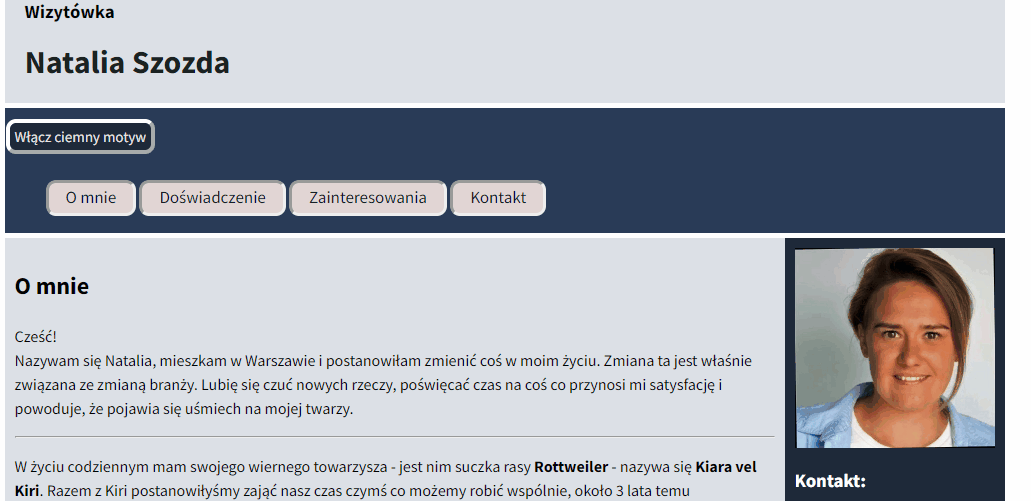 Wizytówka
Natalia Szozda
Włącz ciemny motyw
O mnie Doświadczenie Zainteresowania Kontakt
O mnie
Cześć!
Nazywam się Natalia, mieszkam w Warszawie i postanowiłam zmienić coś w moim życiu. Zmiana ta jest właśnie
związana ze zmianą branży. Lubię się czuć nowych rzeczy, poświęcać czas na coś co przynosi mi satysfację i
powoduje, że pojawia się uśmiech na mojej twarzy.
W życiu codziennym mam swojego wiernego towarzysza - jest nim suczka rasy Rottweiler - nazywa się Kiara vel
Kiri. Razem z Kiri postanowiłyśmy zająć nasz czas czymś co możemy robić wspólnie, około 3 lata temu
Kontakt: